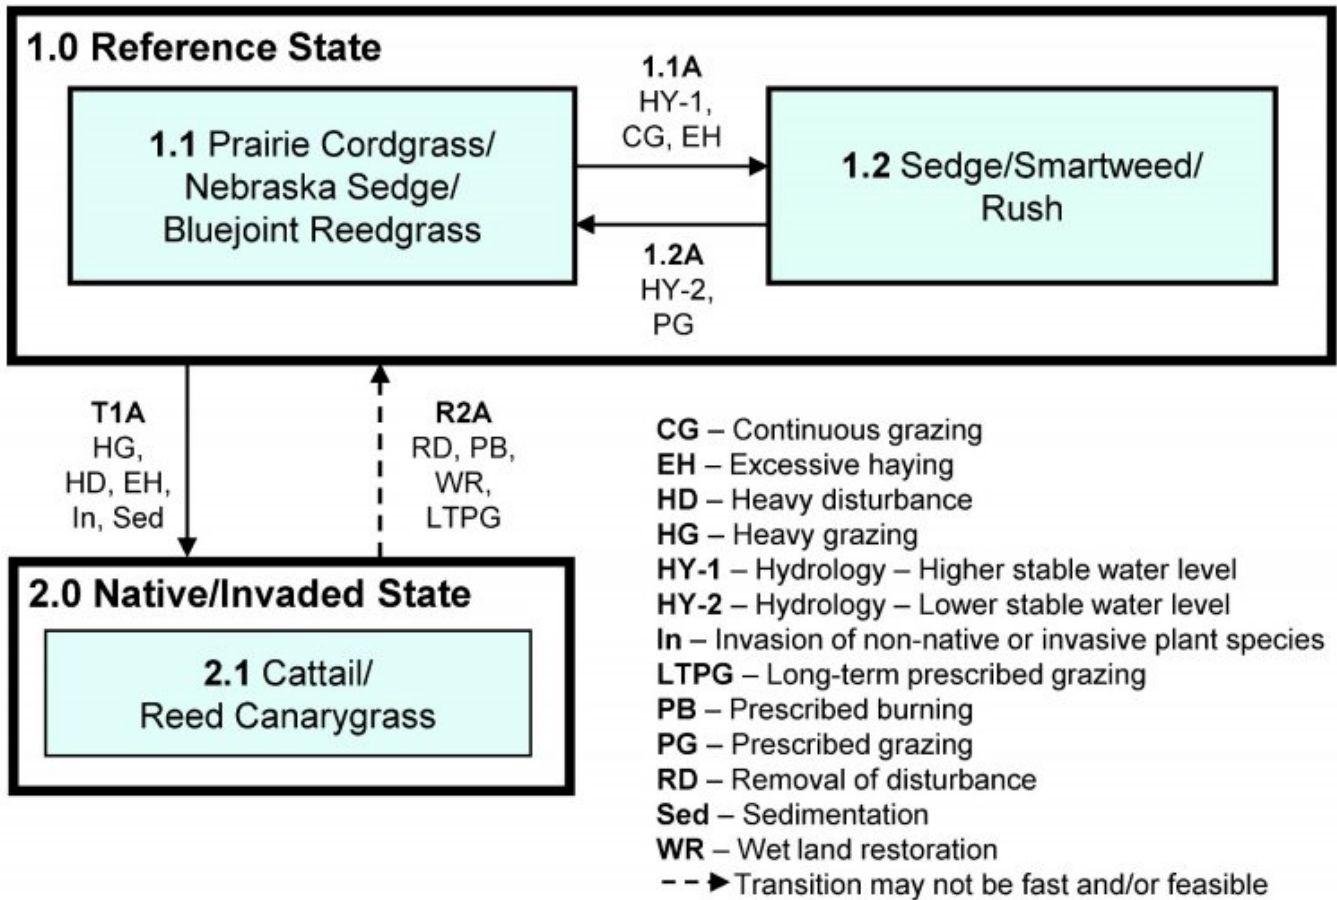 1.0 Reference State
1.1 Prairie Cordgrass/
Nebraska Sedge/
Bluejoint Reedgrass
1.1A
HY-1,
CG, EH
1.2 Sedge/Smartweed/
Rush
1.2A
HY-2,
PG
T1A
HG,
HD, EH,
In, Sed
R2A
RD, PB,
WR,
LTPG
2.0 Native/Invaded State
2.1 Cattail/
Reed Canarygrass
CG – Continuous grazing
EH – Excessive haying
HD – Heavy disturbance
HG – Heavy grazing
HY-1 – Hydrology – Higher stable water level
HY-2 – Hydrology – Lower stable water level
In – Invasion of non-native or invasive plant species
LTPG – Long-term prescribed grazing
PB – Prescribed burning
PG – Prescribed grazing
RD – Removal of disturbance
Sed – Sedimentation
WR – Wet land restoration
Transition may not be fast and/or feasible